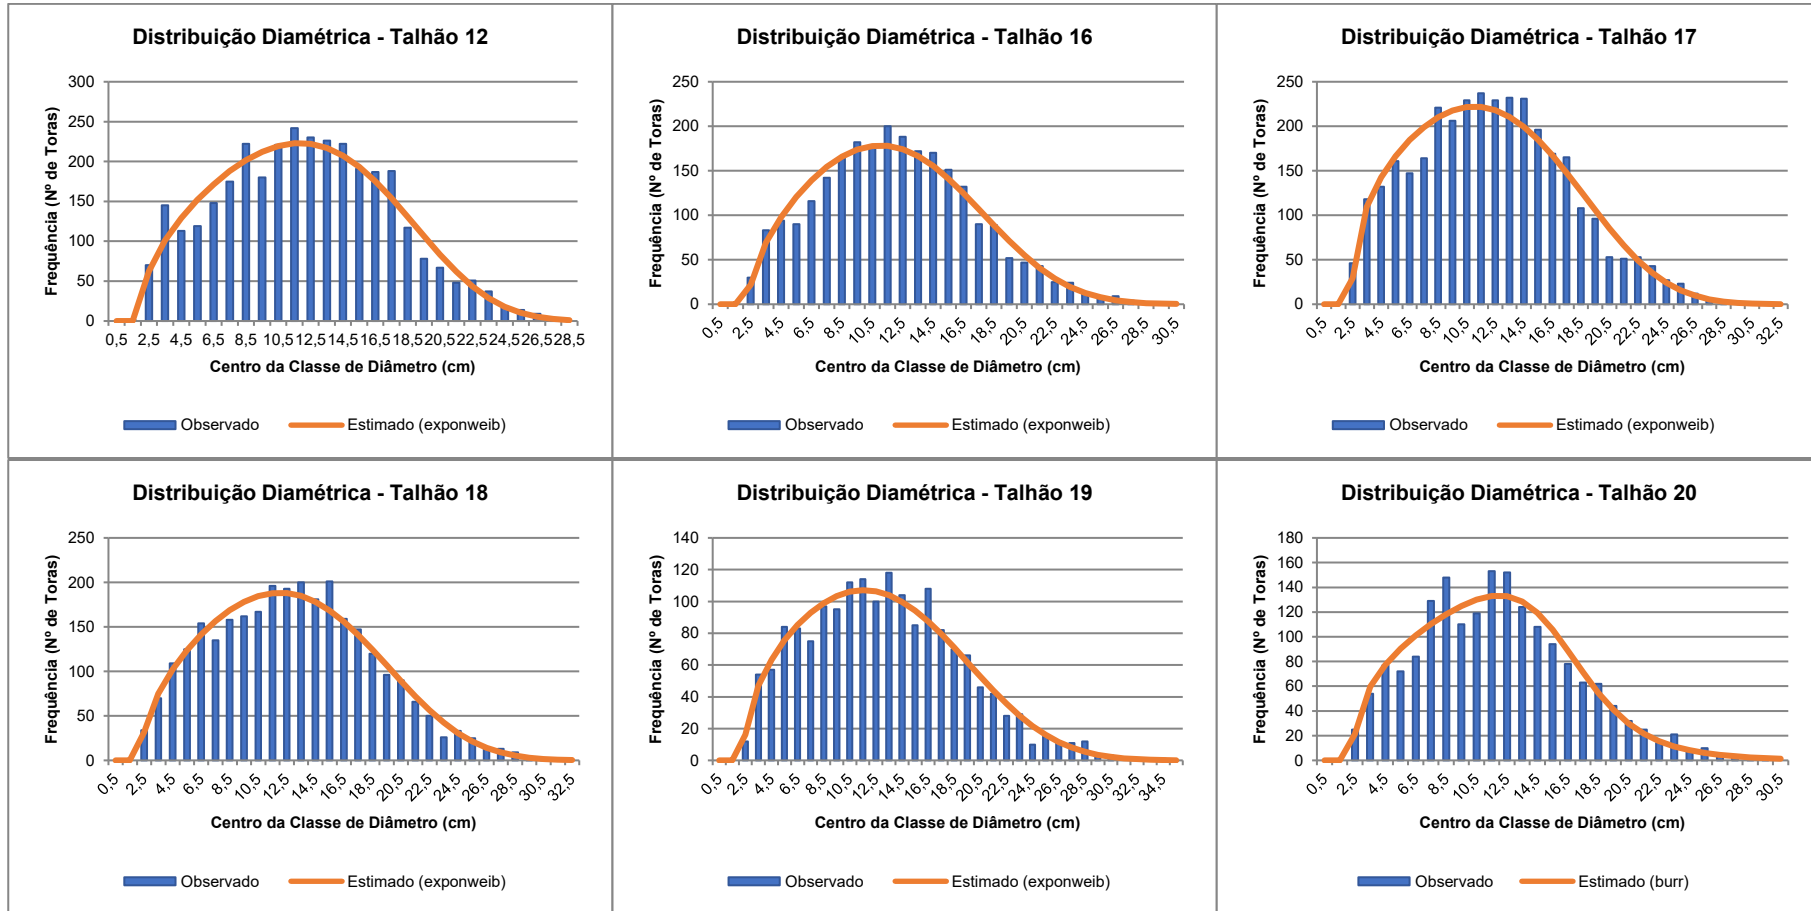 Distribuição Diamétrica - Talhão 12
Frequência (Nº de Toras)
300
250
200
150
100
50
0
0,5 2,5 4,5 6,5 8,5 10,5 12,5 14,5 16,5 18,5 20,5 22,5 24,5 26,5 28,5
Centro da Classe de Diâmetro (cm)
Observado Estimado (exponweib)
Distribuição Diamétrica - Talhão 16
Frequência (Nº de Toras)
250
200
150
100
50
0
0,5 2,5 4,5 6,5 8,5 10,5 12,5 14,5 16,5 18,5 20,5 22,5 24,5 26,5 28,5 30,5
Centro da Classe de Diâmetro (cm)
Observado Estimado (exponweib)
Distribuição Diamétrica - Talhão 17
Frequência (Nº de Toras)
250
200
150
100
50
0
0,5 2,5 4,5 6,5 8,5 10,5 12,5 14,5 16,5 18,5 20,5 22,5 24,5 26,5 28,5 30,5 32,5
Centro da Classe de Diâmetro (cm)
Observado Estimado (exponweib)
Distribuição Diamétrica - Talhão 18
Frequência (Nº de Toras)
250
200
150
100
50
0
0,5 2,5 4,5 6,5 8,5 10,5 12,5 14,5 16,5 18,5 20,5 22,5 24,5 26,5 28,5 30,5 32,5
Centro da Classe de Diâmetro (cm)
Observado Estimado (exponweib)
Distribuição Diamétrica - Talhão 19
Frequência (Nº de Toras)
140
120
100
80
60
40
20
0
0,5 2,5 4,5 6,5 8,5 10,5 12,5 14,5 16,5 18,5 20,5 22,5 24,5 26,5 28,5 30,5 32,5 34,5
Centro da Classe de Diâmetro (cm)
Observado Estimado (exponweib)
Distribuição Diamétrica - Talhão 20
Frequência (Nº de Toras)
180
160
140
120
100
80
60
40
20
0
0,5 2,5 4,5 6,5 8,5 10,5 12,5 14,5 16,5 18,5 20,5 22,5 24,5 26,5 28,5 30,5
Centro da Classe de Diâmetro (cm)
Observado Estimado (burr)